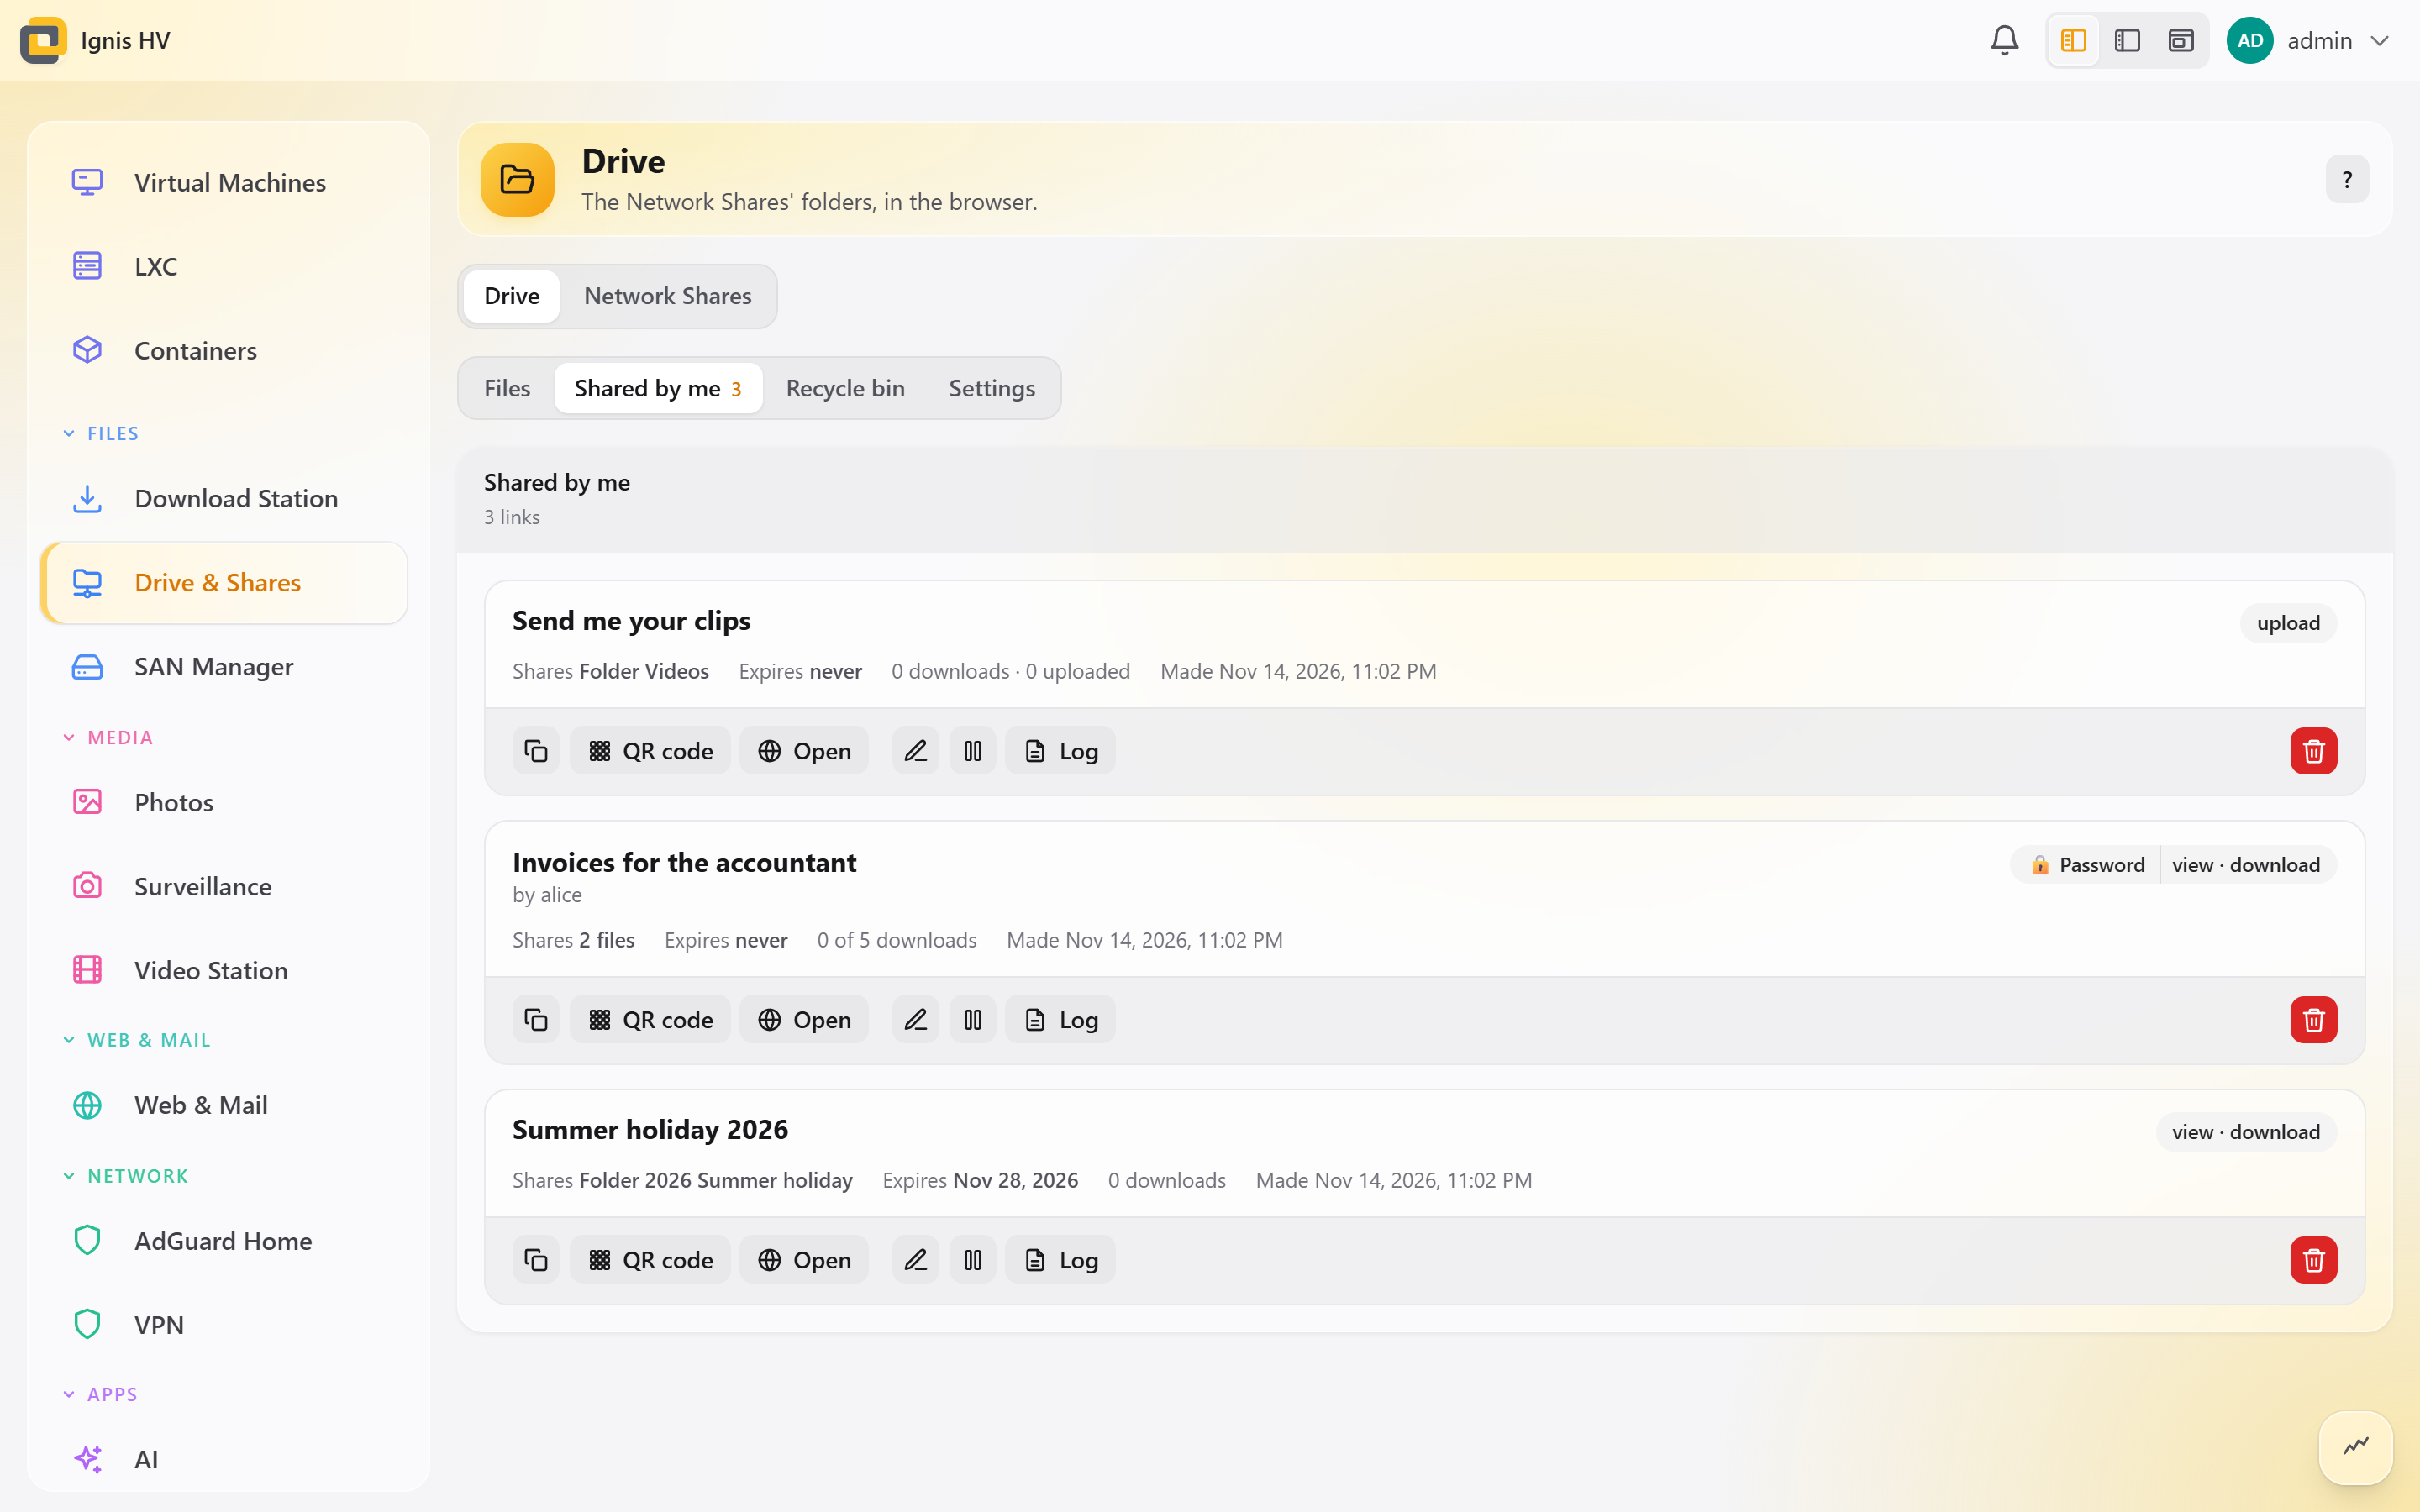 Ignis HV
AD admin
Virtual Machines
LXC
Containers
FILES
Download Station
Drive & Shares
SAN Manager
MEDIA
Photos
Surveillance
Video Station
WEB & MAIL
Web & Mail
NETWORK
AdGuard Home
VPN
APPS
AI
Drive
The Network Shares' folders, in the browser.
?
Drive Network Shares
Files Shared by me 3 Recycle bin Settings
Shared by me
3 links
Send me your clips
upload
Shares Folder Videos Expires never 0 downloads · 0 uploaded Made Nov 14, 2026, 11:02 PM
QR code Open Log
Invoices for the accountant
by alice
Password view · download
Shares 2 files Expires never 0 of 5 downloads Made Nov 14, 2026, 11:02 PM
QR code Open Log
Summer holiday 2026
view · download
Shares Folder 2026 Summer holiday Expires Nov 28, 2026 0 downloads Made Nov 14, 2026, 11:02 PM
QR code Open Log